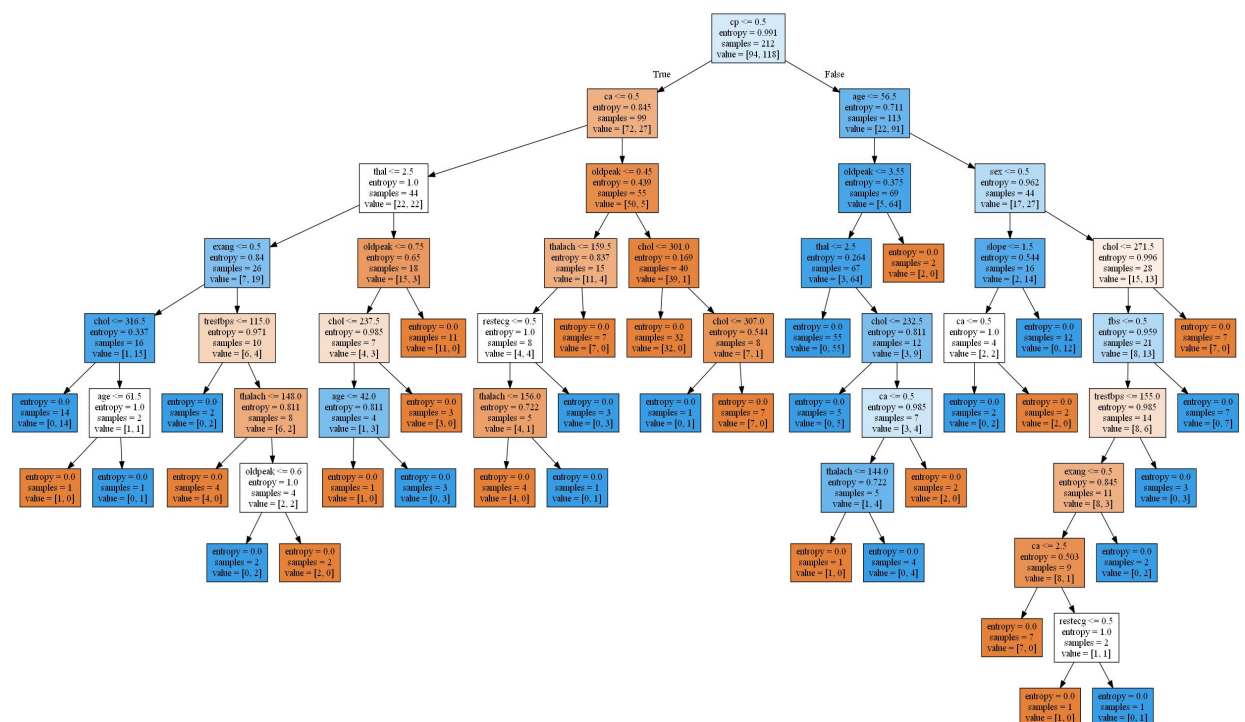 cp <= 0.5
entropy = 0.991
samples = 212
value = [94, 118]
True
False
ca <= 0.5
entropy = 0.845
samples = 99
value = [72, 27]
age <= 56.5
entropy = 0.711
samples = 113
value = [22, 91]
thal <= 2.5
entropy = 1.0
samples = 44
value = [22, 22]
oldpeak <= 0.45
entropy = 0.439
samples = 55
value = [50, 5]
oldpeak <= 3.55
entropy = 0.375
samples = 69
value = [5, 64]
sex <= 0.5
entropy = 0.962
samples = 44
value = [17, 27]
exang <= 0.5
entropy = 0.84
samples = 26
value = [7, 19]
oldpeak <= 0.75
entropy = 0.65
samples = 18
value = [15, 3]
thalach <= 159.5
entropy = 0.837
samples = 15
value = [11, 4]
chol <= 301.0
entropy = 0.169
samples = 40
value = [39, 1]
thal <= 2.5
entropy = 0.264
samples = 67
value = [3, 64]
entropy = 0.0
samples = 2
value = [2, 0]
slope <= 1.5
entropy = 0.544
samples = 16
value = [2, 14]
chol <= 271.5
entropy = 0.996
samples = 28
value = [15, 13]
chol <= 316.5
entropy = 0.337
samples = 16
value = [1, 15]
trestbps <= 115.0
entropy = 0.971
samples = 10
value = [6, 4]
chol <= 237.5
entropy = 0.985
samples = 7
value = [4, 3]
entropy = 0.0
samples = 11
value = [11, 0]
restecg <= 0.5
entropy = 1.0
samples = 8
value = [4, 4]
entropy = 0.0
samples = 7
value = [7, 0]
entropy = 0.0
samples = 32
value = [32, 0]
chol <= 307.0
entropy = 0.544
samples = 8
value = [7, 1]
entropy = 0.0
samples = 55
value = [0, 55]
chol <= 232.5
entropy = 0.811
samples = 12
value = [3, 9]
ca <= 0.5
entropy = 1.0
samples = 4
value = [2, 2]
entropy = 0.0
samples = 12
value = [0, 12]
fbs <= 0.5
entropy = 0.959
samples = 21
value = [8, 13]
entropy = 0.0
samples = 7
value = [7, 0]
entropy = 0.0
samples = 14
value = [0, 14]
age <= 61.5
entropy = 1.0
samples = 2
value = [1, 1]
entropy = 0.0
samples = 2
value = [0, 2]
thalach <= 148.0
entropy = 0.811
samples = 8
value = [6, 2]
age <= 42.0
entropy = 0.811
samples = 4
value = [1, 3]
entropy = 0.0
samples = 3
value = [3, 0]
thalach <= 156.0
entropy = 0.722
samples = 5
value = [4, 1]
entropy = 0.0
samples = 3
value = [0, 3]
entropy = 0.0
samples = 1
value = [0, 1]
entropy = 0.0
samples = 7
value = [7, 0]
entropy = 0.0
samples = 5
value = [0, 5]
ca <= 0.5
entropy = 0.985
samples = 7
value = [3, 4]
entropy = 0.0
samples = 2
value = [0, 2]
entropy = 0.0
samples = 2
value = [2, 0]
trestbps <= 155.0
entropy = 0.985
samples = 14
value = [8, 6]
entropy = 0.0
samples = 7
value = [0, 7]
entropy = 0.0
samples = 1
value = [1, 0]
entropy = 0.0
samples = 1
value = [0, 1]
entropy = 0.0
samples = 4
value = [4, 0]
oldpeak <= 0.6
entropy = 1.0
samples = 4
value = [2, 2]
entropy = 0.0
samples = 1
value = [1, 0]
entropy = 0.0
samples = 3
value = [0, 3]
entropy = 0.0
samples = 4
value = [4, 0]
entropy = 0.0
samples = 1
value = [0, 1]
thalach <= 144.0
entropy = 0.722
samples = 5
value = [1, 4]
entropy = 0.0
samples = 2
value = [2, 0]
exang <= 0.5
entropy = 0.845
samples = 11
value = [8, 3]
entropy = 0.0
samples = 3
value = [0, 3]
entropy = 0.0
samples = 2
value = [0, 2]
entropy = 0.0
samples = 2
value = [2, 0]
entropy = 0.0
samples = 1
value = [1, 0]
entropy = 0.0
samples = 4
value = [0, 4]
ca <= 2.5
entropy = 0.503
samples = 9
value = [8, 1]
entropy = 0.0
samples = 2
value = [0, 2]
entropy = 0.0
samples = 7
value = [7, 0]
restecg <= 0.5
entropy = 1.0
samples = 2
value = [1, 1]
entropy = 0.0
samples = 1
value = [1, 0]
entropy = 0.0
samples = 1
value = [0, 1]